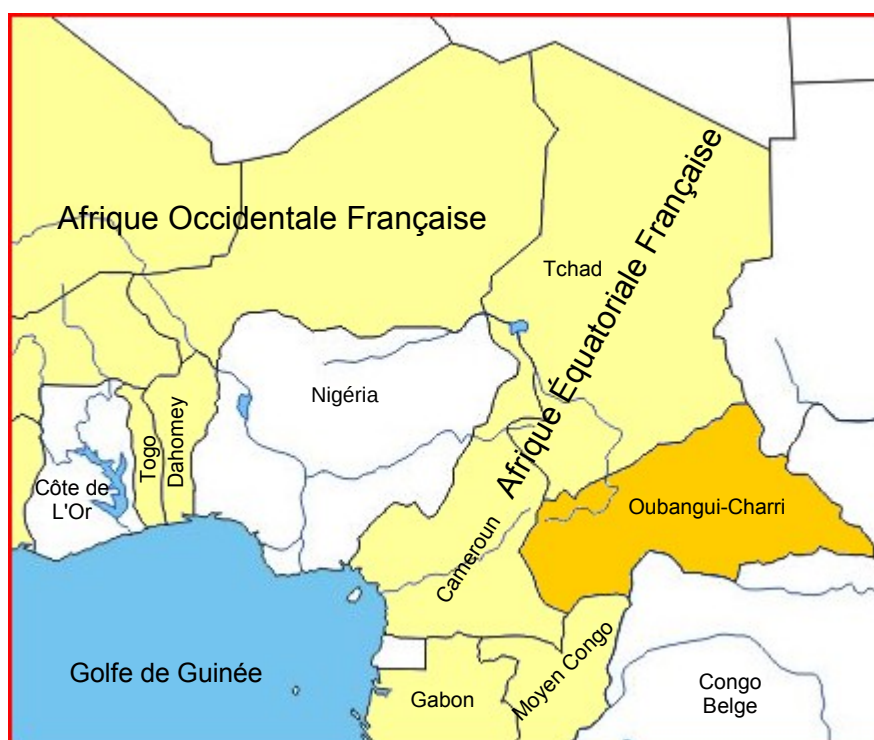 Afrique Occidentale Française
Afrique Équatoriale Française
Tchad
Nigéria
Togo
Dahomey
Côte de
L'Or
Oubangui-Charri
Cameroun
Golfe de Guinée
Gabon
Moyen Congo
Congo
Belge